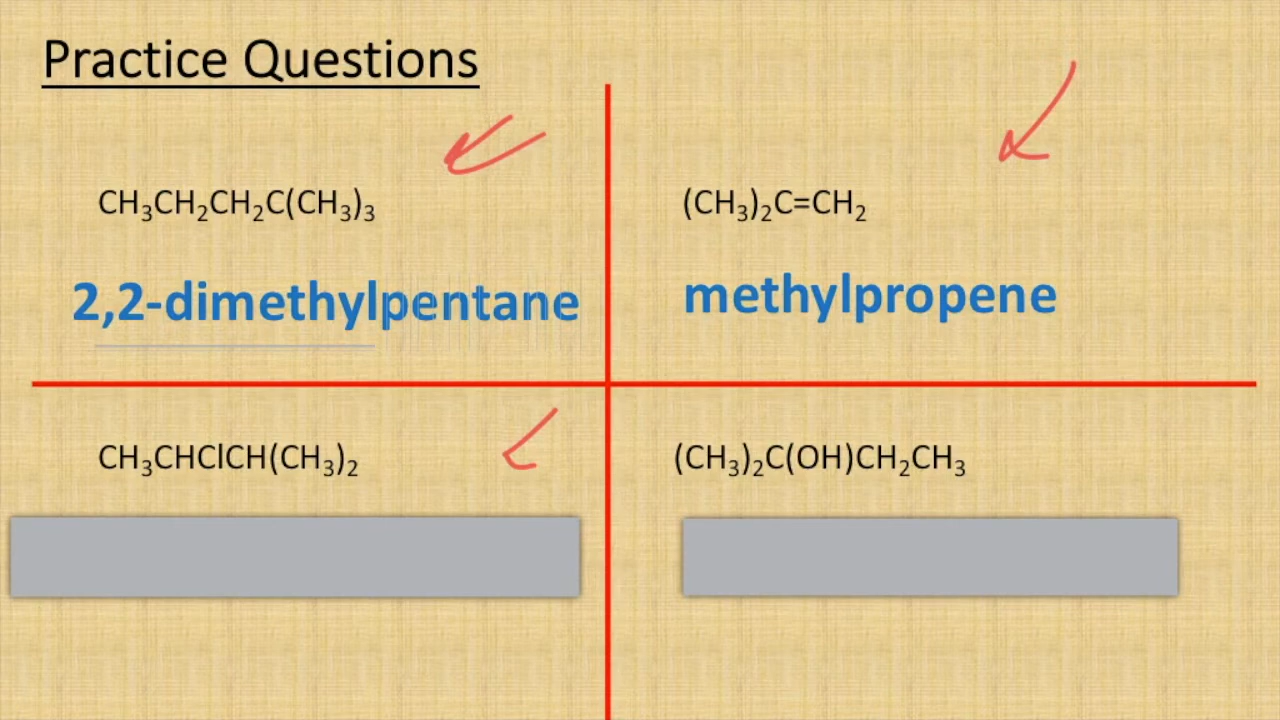 Practice Questions
CH₃CH₂CH₂C(CH₃)₃
(CH₃)₂C=CH₂
2,2-dimethylpentane
methylpropene
CH₃CHClCH(CH₃)₂
(CH₃)₂C(OH)CH₂CH₃